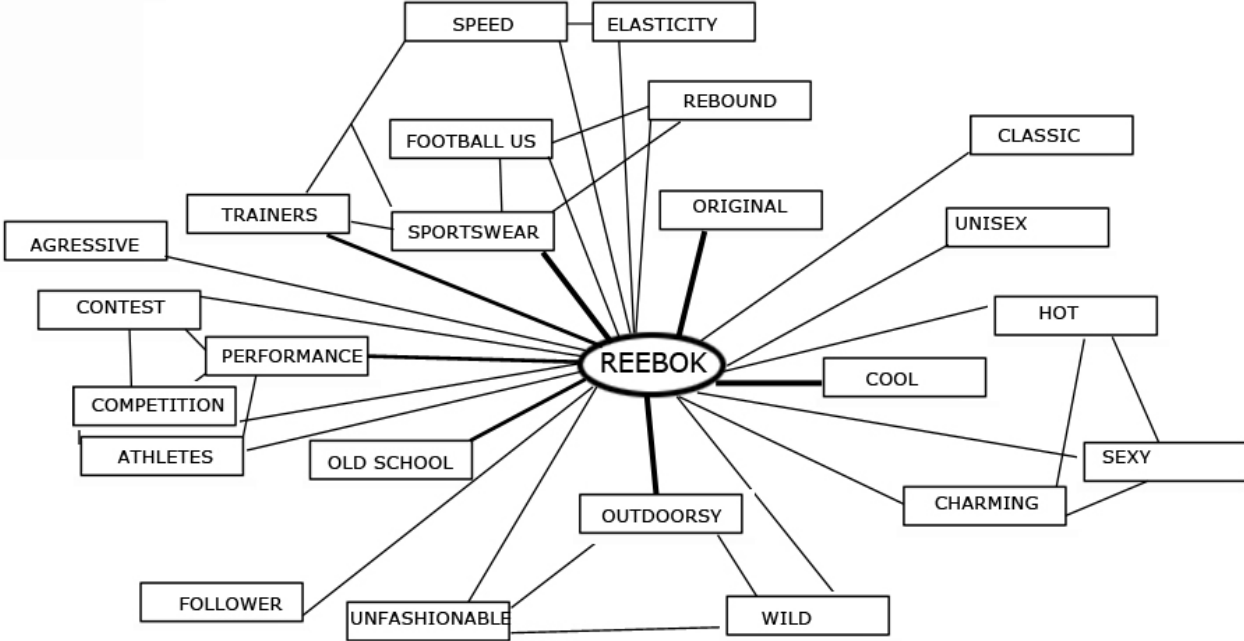 SPEED
ELASTICITY
REBOUND
FOOTBALL US
CLASSIC
ORIGINAL
TRAINERS
UNISEX
SPORTSWEAR
AGRESSIVE
CONTEST
HOT
PERFORMANCE
REEBOK
COOL
COMPETITION
ATHLETES
OLD SCHOOL
SEXY
CHARMING
OUTDOORSY
FOLLOWER
UNFASHIONABLE
WILD